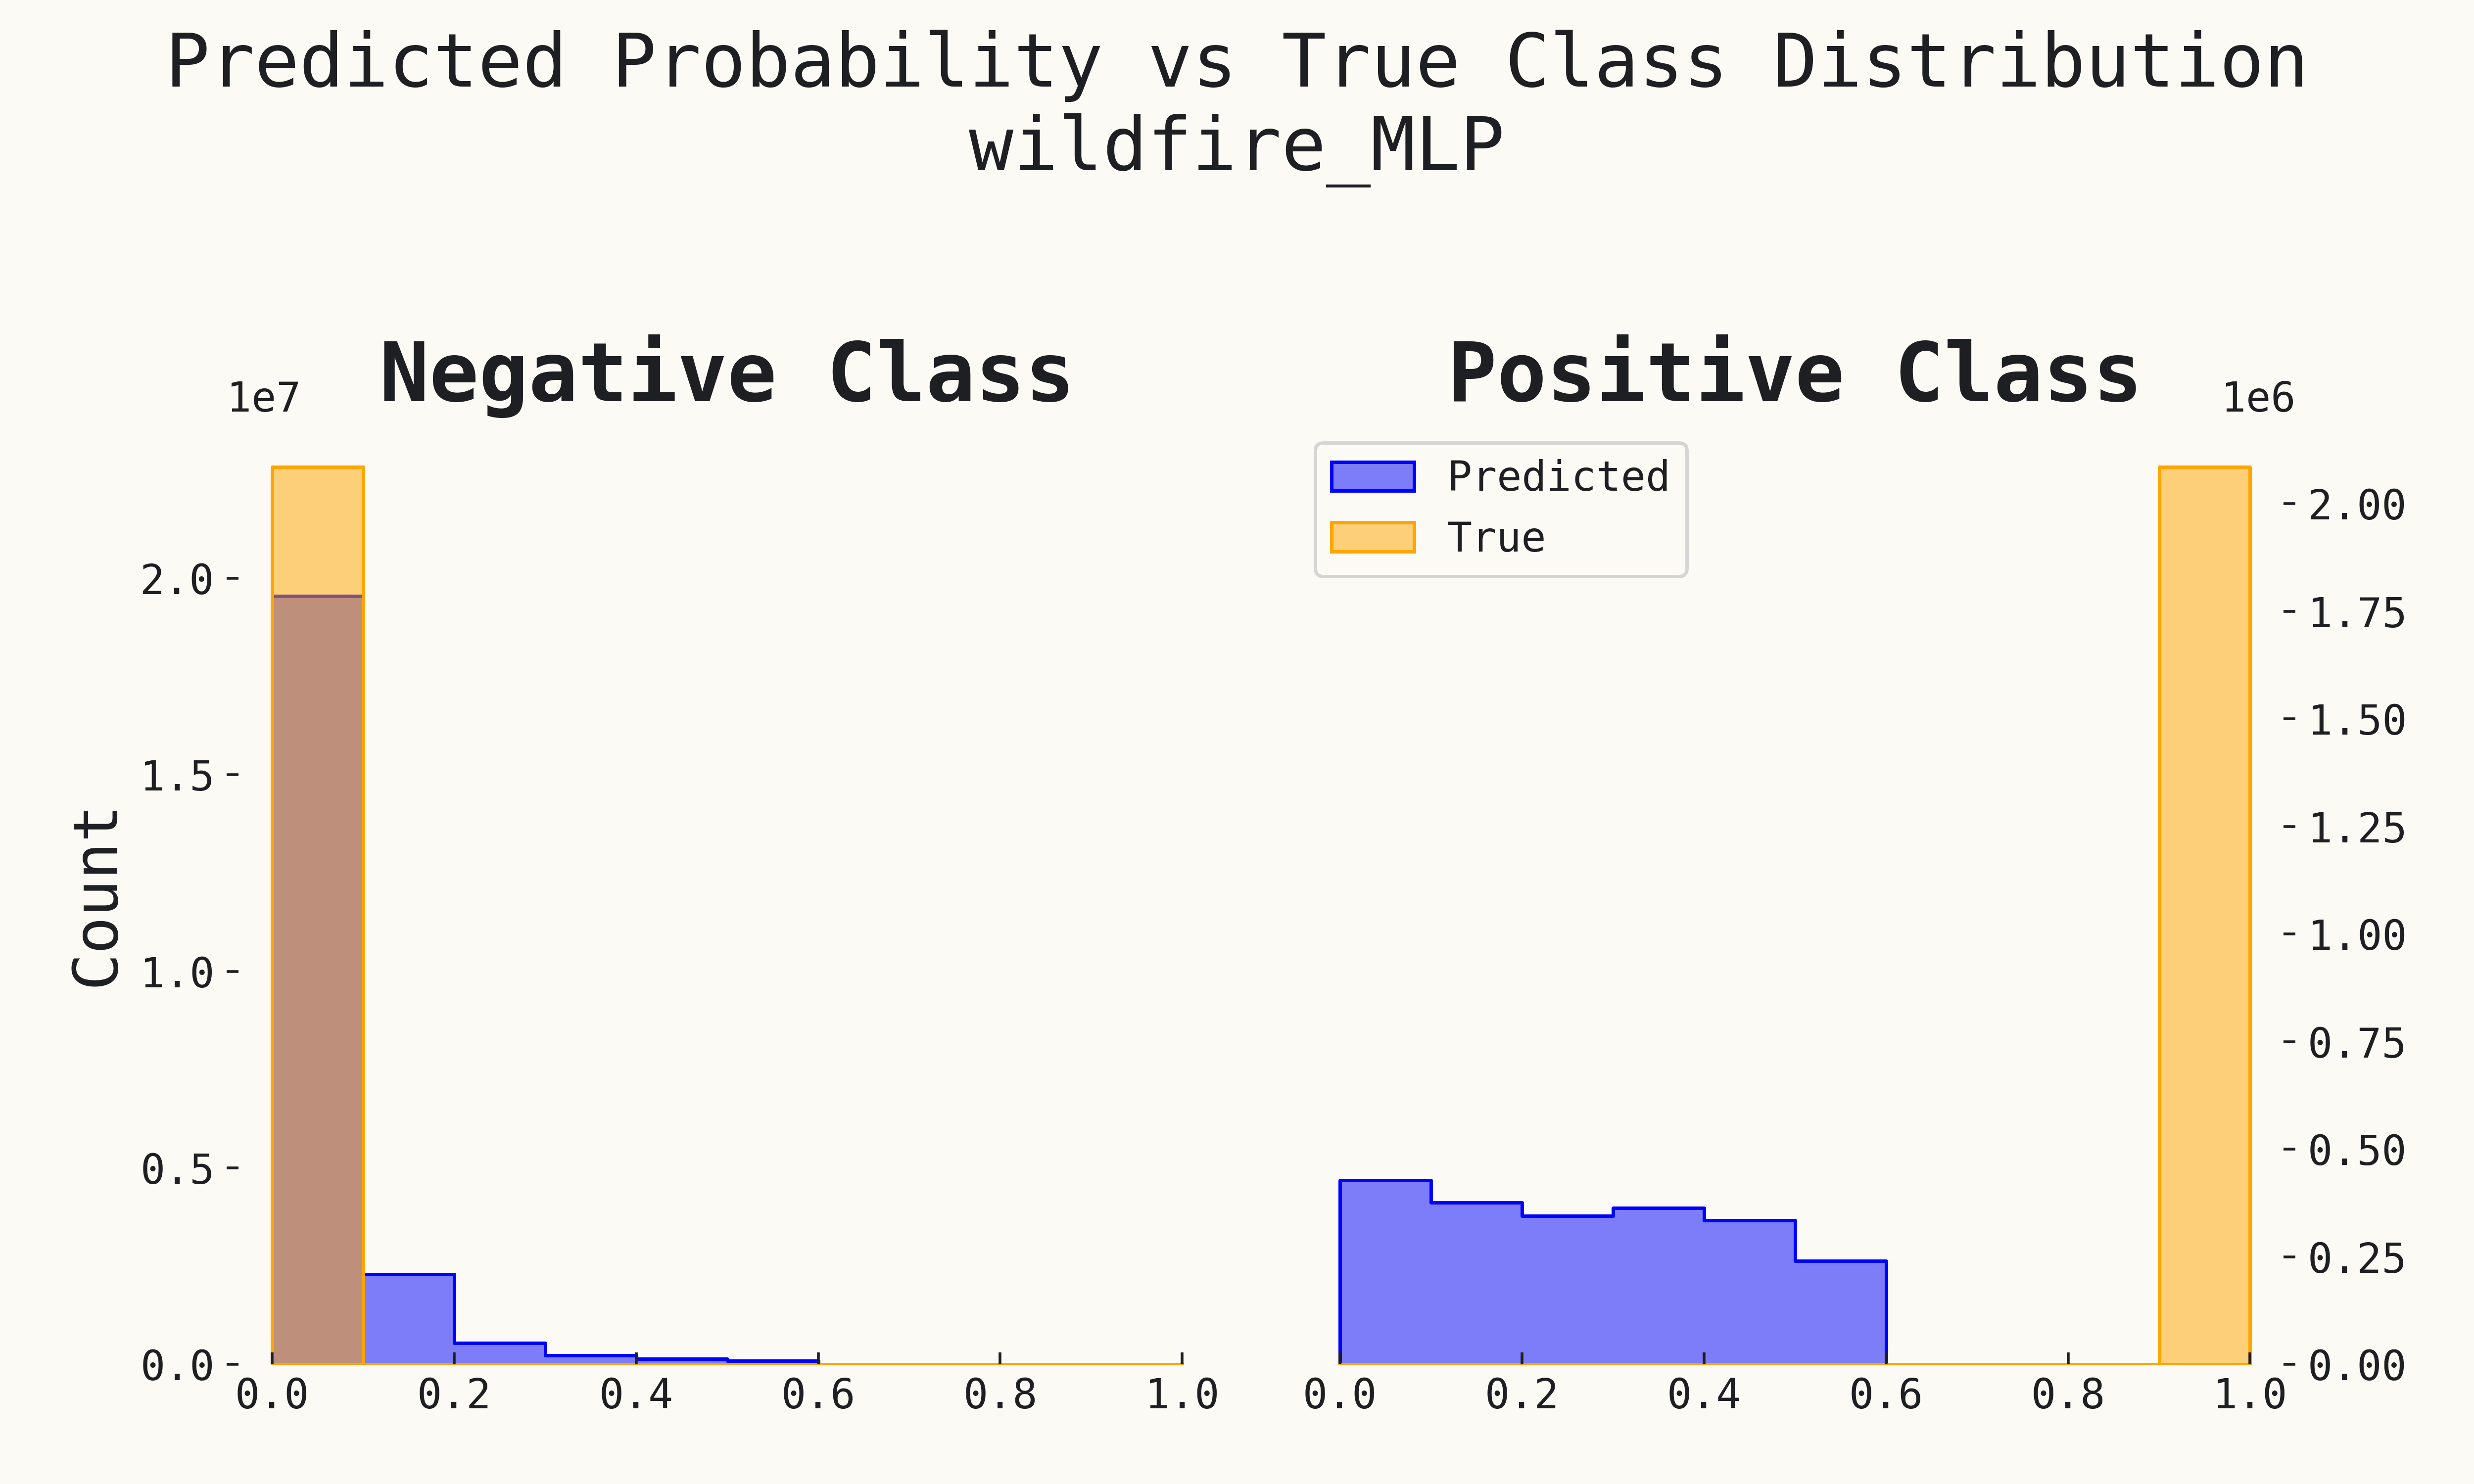 Predicted Probability vs True Class Distribution
wildfire_MLP
Negative Class
Positive Class
1e7
1e6
Predicted
True
Count
2.0
1.5
1.0
0.5
0.0
2.00
1.75
1.50
1.25
1.00
0.75
0.50
0.25
0.00
0.0 0.2 0.4 0.6 0.8 1.0
0.0 0.2 0.4 0.6 0.8 1.0